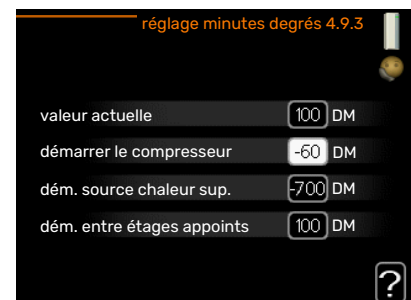 réglage minutes degrés 4.9.3
valeur actuelle 100 DM
démarrer le compresseur -60 DM
dém. source chaleur sup. -700 DM
dém. entre étages appoints 100 DM
?